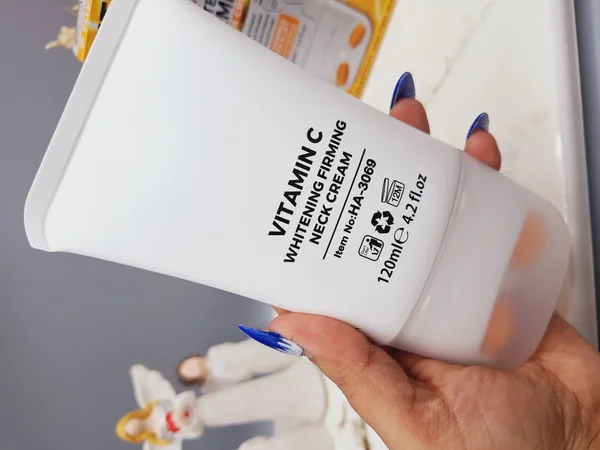 VITAMIN C
WHITENING FIRMING
NECK CREAM
Item No:HA-3069
12M
120ml℮ 4.2 fl.oz